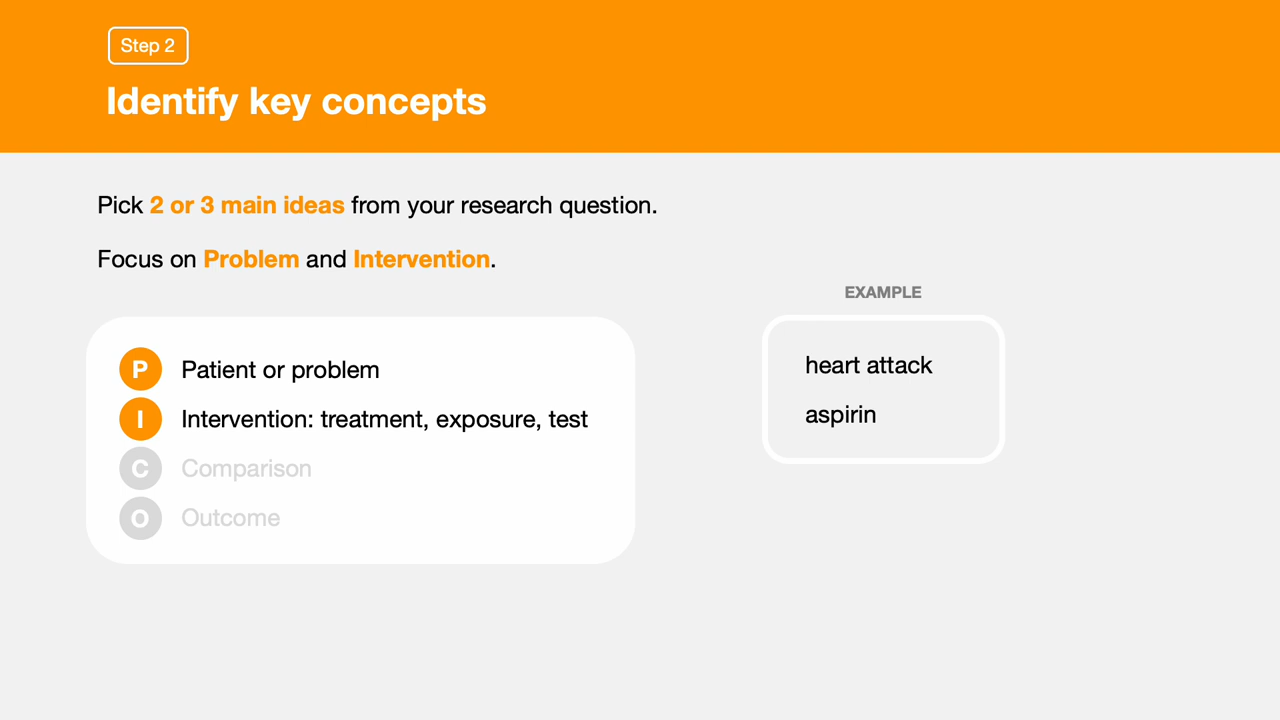 Step 2
Identify key concepts
Pick 2 or 3 main ideas from your research question.
Focus on Problem and Intervention.
P Patient or problem
I Intervention: treatment, exposure, test
C Comparison
O Outcome
EXAMPLE
heart attack
aspirin